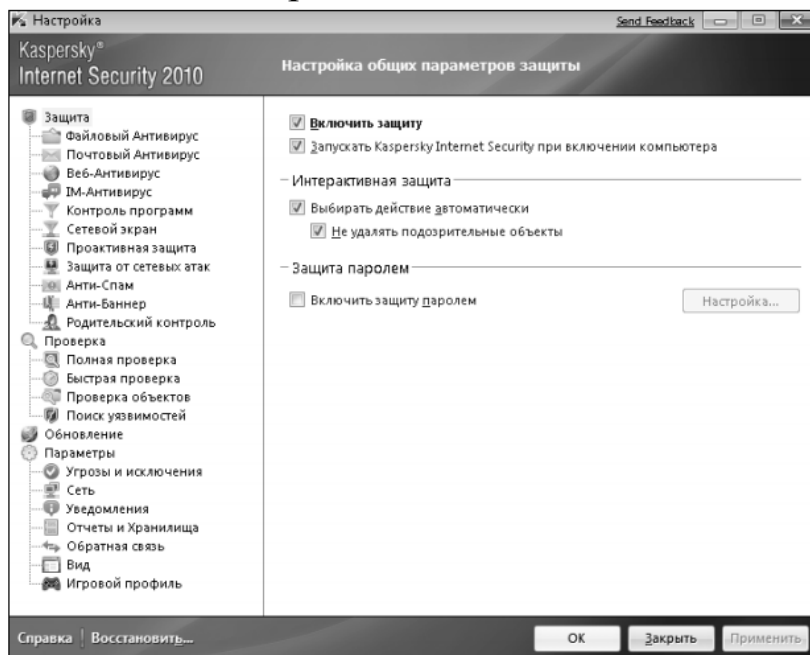 Настройка
Send Feedback
Kaspersky®
Internet Security 2010
Настройка общих параметров защиты
Защита
Файловый Антивирус
Почтовый Антивирус
Веб-Антивирус
IM-Антивирус
Контроль программ
Сетевой экран
Проактивная защита
Защита от сетевых атак
Анти-Спам
Анти-Баннер
Родительский контроль
Проверка
Полная проверка
Быстрая проверка
Проверка объектов
Поиск уязвимостей
Обновление
Параметры
Угрозы и исключения
Сеть
Уведомления
Отчеты и Хранилища
Обратная связь
Вид
Игровой профиль
Включить защиту
Запускать Kaspersky Internet Security при включении компьютера
Интерактивная защита
Выбирать действие автоматически
Не удалять подозрительные объекты
Защита паролем
Включить защиту паролем
Настройка...
Справка | Восстановить...
ОК
Закрыть
Применить